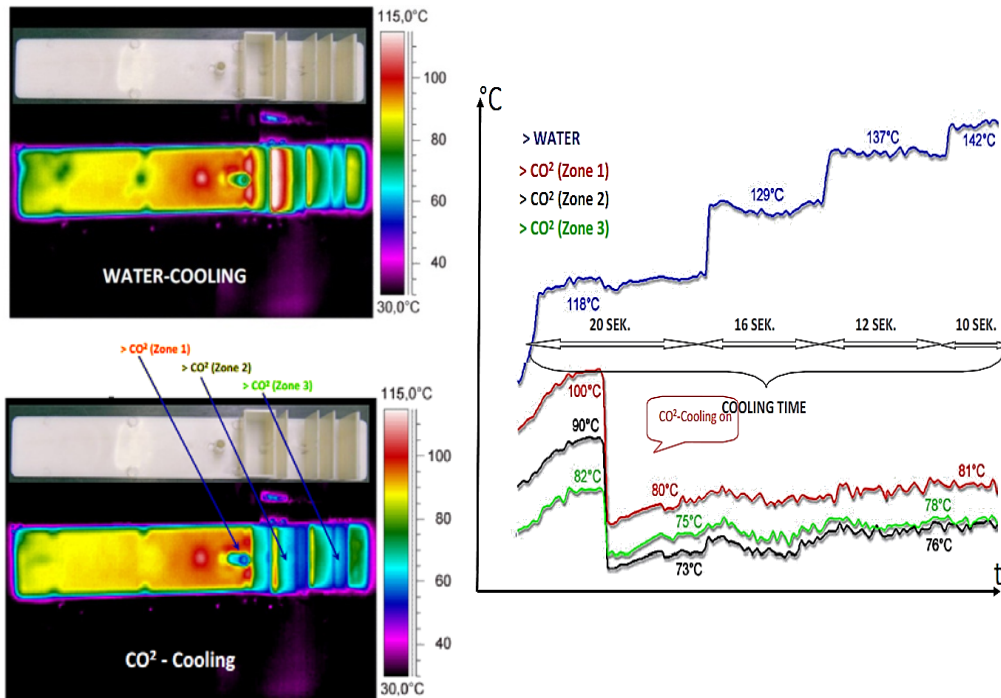 115,0°C
100
80
60
40
30,0°C
WATER-COOLING
> CO² (Zone 1)
> CO² (Zone 2)
> CO² (Zone 3)
115,0°C
100
80
60
40
30,0°C
CO² - Cooling
°C
> WATER
> CO² (Zone 1)
> CO² (Zone 2)
> CO² (Zone 3)
118°C
129°C
137°C
142°C
20 SEK.
16 SEK.
12 SEK.
10 SEK.
COOLING TIME
CO²-Cooling on
100°C
90°C
82°C
80°C
75°C
73°C
81°C
78°C
76°C
t